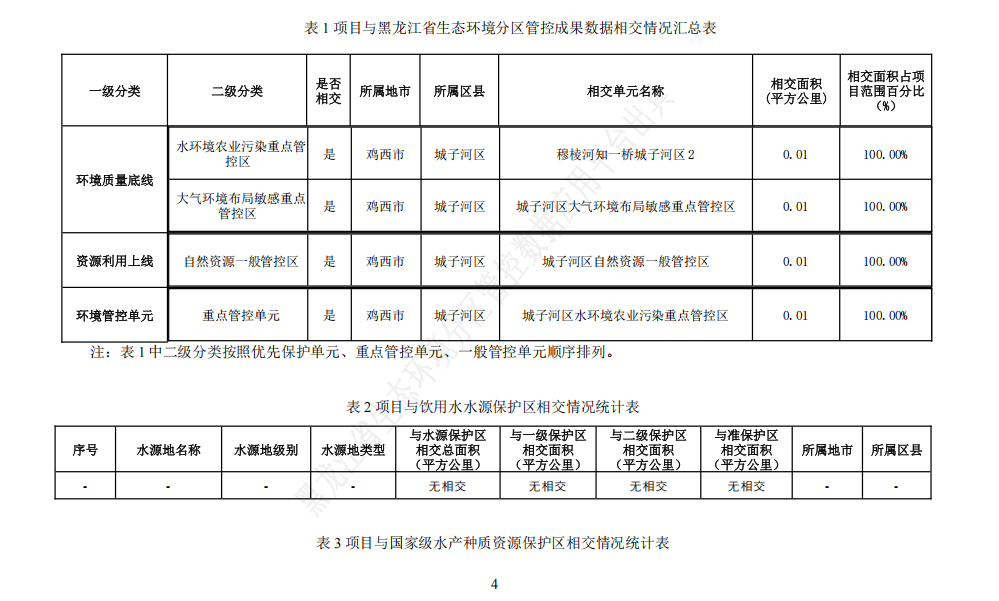 表 1 项目与黑龙江省生态环境分区管控成果数据相交情况汇总表
一级分类 二级分类 是否相交 所属地市 所属区县 相交单元名称 相交面积(平方公里) 相交面积占项目范围百分比（%）
环境质量底线 水环境农业污染重点管控区 是 鸡西市 城子河区 穆棱河知一桥城子河区2 0.01 100.00%
大气环境布局敏感重点管控区 是 鸡西市 城子河区 城子河区大气环境布局敏感重点管控区 0.01 100.00%
资源利用上线 自然资源一般管控区 是 鸡西市 城子河区 城子河区自然资源一般管控区 0.01 100.00%
环境管控单元 重点管控单元 是 鸡西市 城子河区 城子河区水环境农业污染重点管控区 0.01 100.00%
注：表 1 中二级分类按照优先保护单元、重点管控单元、一般管控单元顺序排列。
表 2 项目与饮用水水源保护区相交情况统计表
序号 水源地名称 水源地级别 水源地类型 与水源保护区相交总面积（平方公里） 与一级保护区相交面积（平方公里） 与二级保护区相交面积（平方公里） 与准保护区相交面积（平方公里） 所属地市 所属区县
- - - - 无相交 无相交 无相交 无相交 - -
表 3 项目与国家级水产种质资源保护区相交情况统计表
4
黑龙江省生态环境分区管控数据应用平台出具